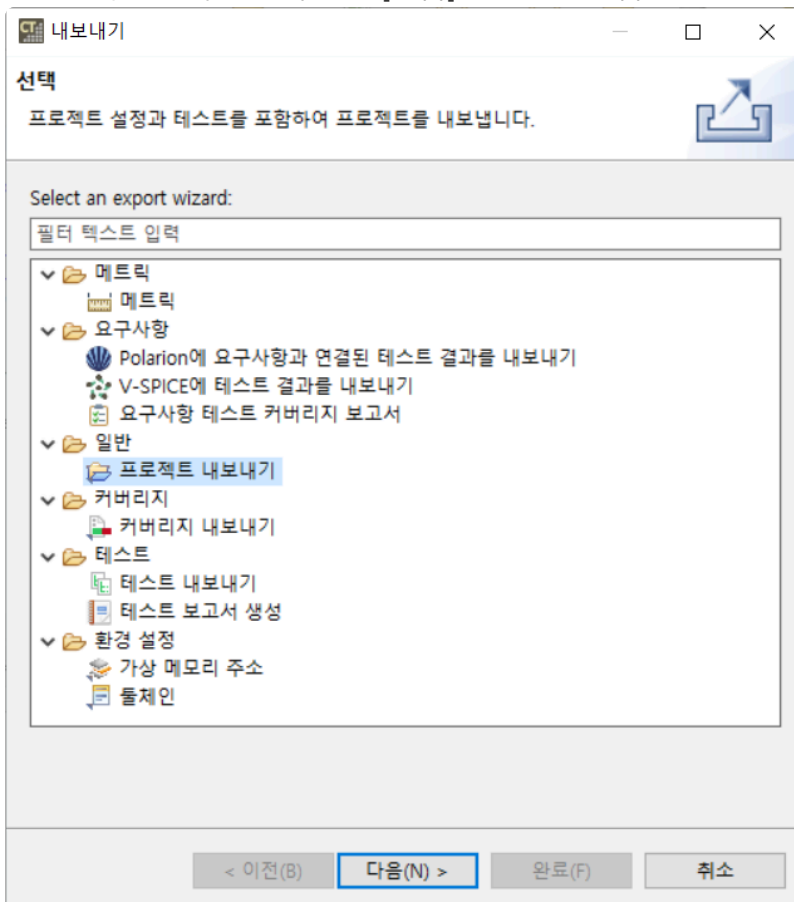 CT 내보내기
선택
프로젝트 설정과 테스트를 포함하여 프로젝트를 내보냅니다.
Select an export wizard:
필터 텍스트 입력
메트릭
메트릭
요구사항
Polarion에 요구사항과 연결된 테스트 결과를 내보내기
V-SPICE에 테스트 결과를 내보내기
요구사항 테스트 커버리지 보고서
일반
프로젝트 내보내기
커버리지
커버리지 내보내기
테스트
테스트 내보내기
테스트 보고서 생성
환경 설정
가상 메모리 주소
툴체인
< 이전(B) 다음(N) > 완료(F) 취소